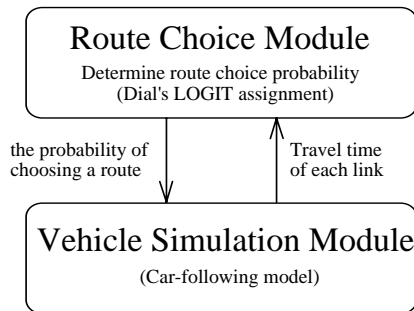 Route Choice Module
Determine route choice probability
(Dial's LOGIT assignment)
the probability of
choosing a route
Travel time
of each link
Vehicle Simulation Module
(Car-following model)